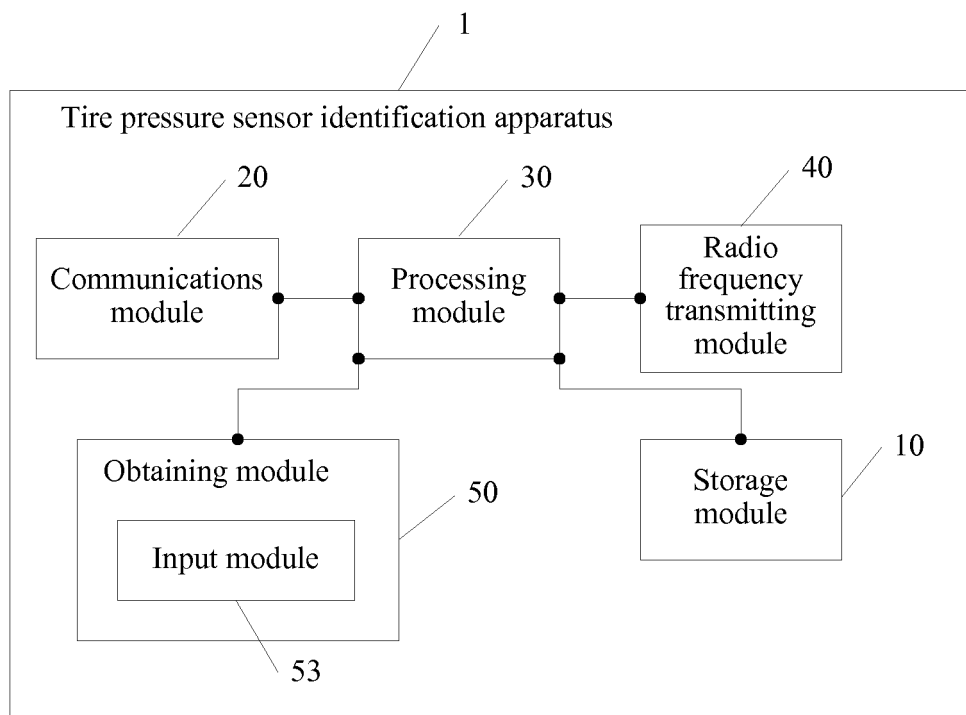 1
Tire pressure sensor identification apparatus
20
30
40
Communications
module
Processing
module
Radio
frequency
transmitting
module
Obtaining module
50
Input module
53
Storage
module
10